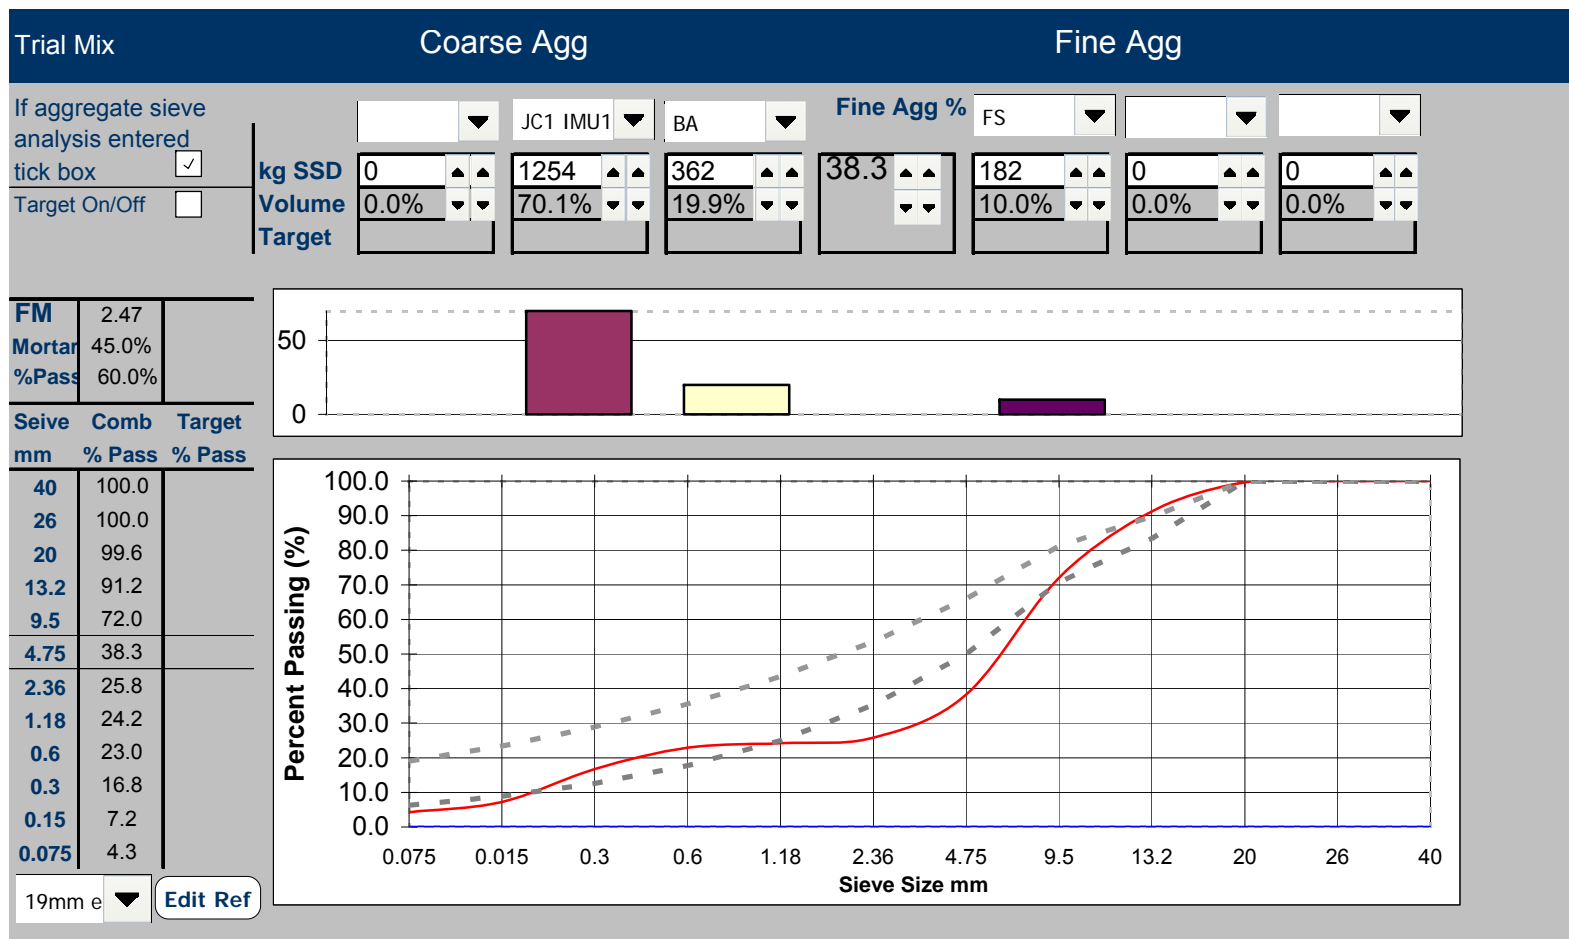 Trial Mix Coarse Agg Fine Agg
If aggregate sieve
analysis entered
tick box
Target On/Off
JC1 IMU1 BA Fine Agg % FS
kg SSD 0 1254 362 38.3 182 0 0
Volume 0.0% 70.1% 19.9% 10.0% 0.0% 0.0%
Target
FM 2.47
Mortar 45.0%
%Pass 60.0%
Seive Comb Target
mm % Pass % Pass
40 100.0
26 100.0
20 99.6
13.2 91.2
9.5 72.0
4.75 38.3
2.36 25.8
1.18 24.2
0.6 23.0
0.3 16.8
0.15 7.2
0.075 4.3
19mm e Edit Ref
50
0
Percent Passing (%)
100.0
90.0
80.0
70.0
60.0
50.0
40.0
30.0
20.0
10.0
0.0
0.075 0.015 0.3 0.6 1.18 2.36 4.75 9.5 13.2 20 26 40
Sieve Size mm